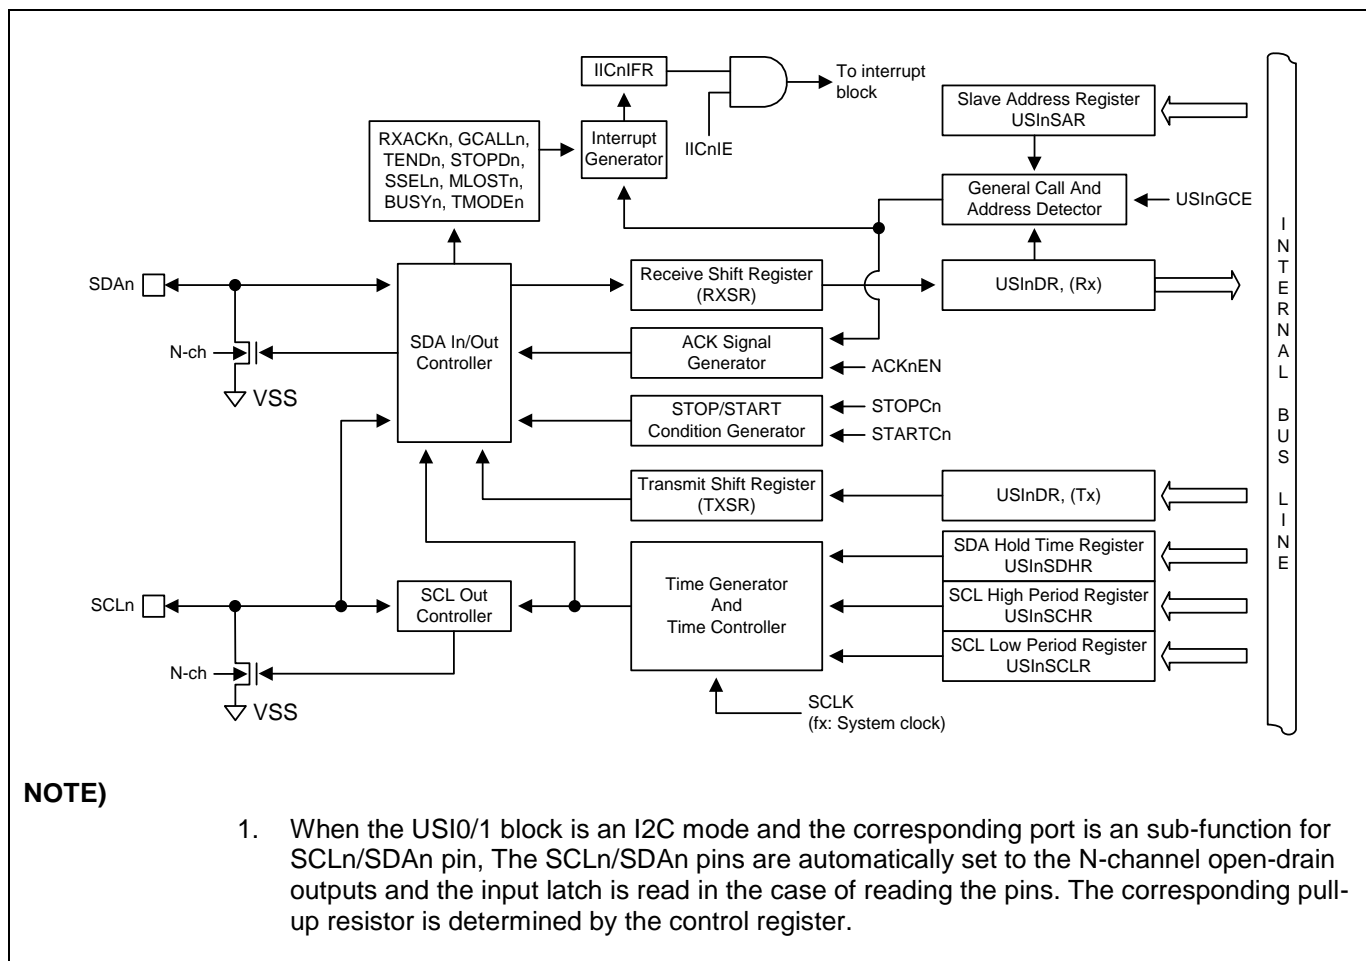 IICnIFR
To interrupt
block
IICnIE
Slave Address Register
USInSAR
RXACKn, GCALLn,
TENDn, STOPDn,
SSELn, MLOSTn,
BUSYn, TMODEn
Interrupt
Generator
General Call And
Address Detector
USInGCE
SDAn
N-ch
VSS
SDA In/Out
Controller
Receive Shift Register
(RXSR)
USInDR, (Rx)
ACK Signal
Generator
ACKnEN
STOP/START
Condition Generator
STOPCn
STARTCn
Transmit Shift Register
(TXSR)
USInDR, (Tx)
SDA Hold Time Register
USInSDHR
SCL High Period Register
USInSCHR
SCL Low Period Register
USInSCLR
Time Generator
And
Time Controller
SCLn
SCL Out
Controller
N-ch
VSS
SCLK
(fx: System clock)
INTERNAL BUS LINE
NOTE)
1. When the USI0/1 block is an I2C mode and the corresponding port is an sub-function for
SCLn/SDAn pin, The SCLn/SDAn pins are automatically set to the N-channel open-drain
outputs and the input latch is read in the case of reading the pins. The corresponding pull-
up resistor is determined by the control register.